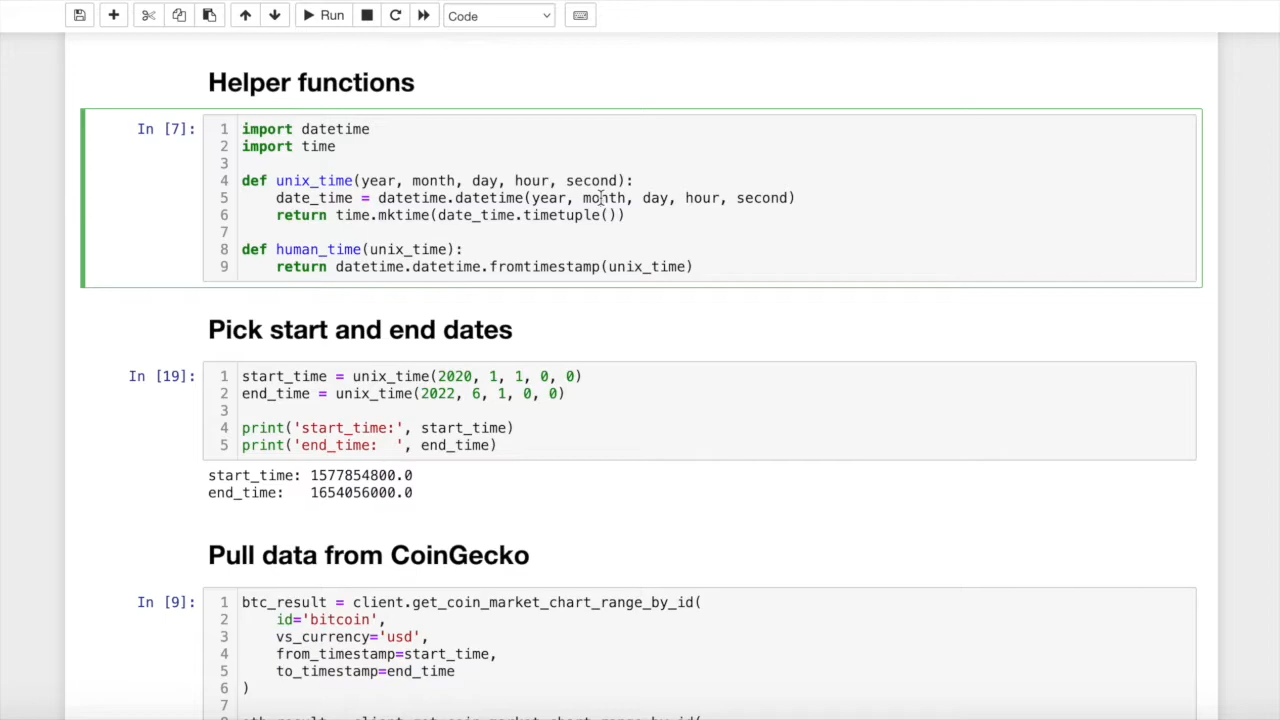 Run
Code
Helper functions
In [7]:
1 import datetime
2 import time
3
4 def unix_time(year, month, day, hour, second):
5     date_time = datetime.datetime(year, month, day, hour, second)
6     return time.mktime(date_time.timetuple())
7
8 def human_time(unix_time):
9     return datetime.datetime.fromtimestamp(unix_time)
Pick start and end dates
In [19]:
1 start_time = unix_time(2020, 1, 1, 0, 0)
2 end_time = unix_time(2022, 6, 1, 0, 0)
3
4 print('start_time:', start_time)
5 print('end_time:  ', end_time)
start_time: 1577854800.0
end_time:   1654056000.0
Pull data from CoinGecko
In [9]:
1 btc_result = client.get_coin_market_chart_range_by_id(
2     id='bitcoin',
3     vs_currency='usd',
4     from_timestamp=start_time,
5     to_timestamp=end_time
6 )
7